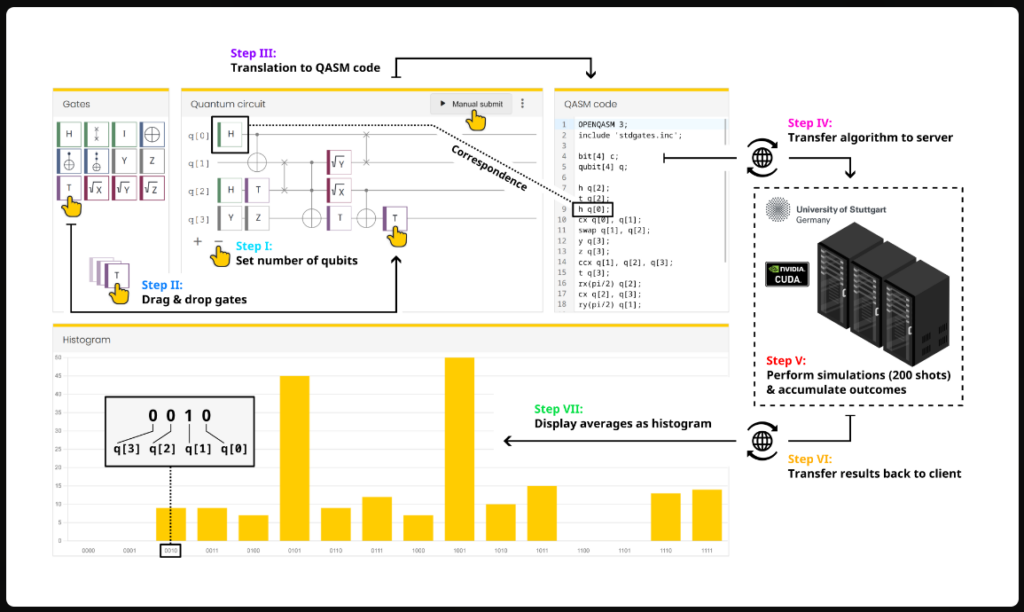 Step III:
Translation to QASM code
Gates
Quantum circuit
Manual submit
QASM code
H
I
Y
Z
T
√X
√Y
√Z
q[0]
H
q[1]
√Y
q[2]
H
T
√X
q[3]
Y
Z
T
T
Correspondence
1 OPENQASM 3;
2 include 'stdgates.inc';
3
4 bit[4] c;
5 qubit[4] q;
6
7 h q[2];
8 t q[2];
9 h q[0];
10 cx q[0], q[1];
11 swap q[1], q[2];
12 y q[3];
13 z q[3];
14 ccx q[1], q[2], q[3];
15 t q[3];
16 rx(pi/2) q[2];
17 cx q[2], q[3];
18 ry(pi/2) q[1];
Step IV:
Transfer algorithm to server
University of Stuttgart
Germany
NVIDIA
CUDA
Step I:
Set number of qubits
T
Step II:
Drag & drop gates
Step V:
Perform simulations (200 shots)
& accumulate outcomes
Histogram
50
45
40
35
30
25
20
15
10
5
0
0 0 1 0
q[3] q[2] q[1] q[0]
Step VII:
Display averages as histogram
Step VI:
Transfer results back to client
0000 0001 0010 0011 0100 0101 0110 0111 1000 1001 1010 1011 1100 1101 1110 1111